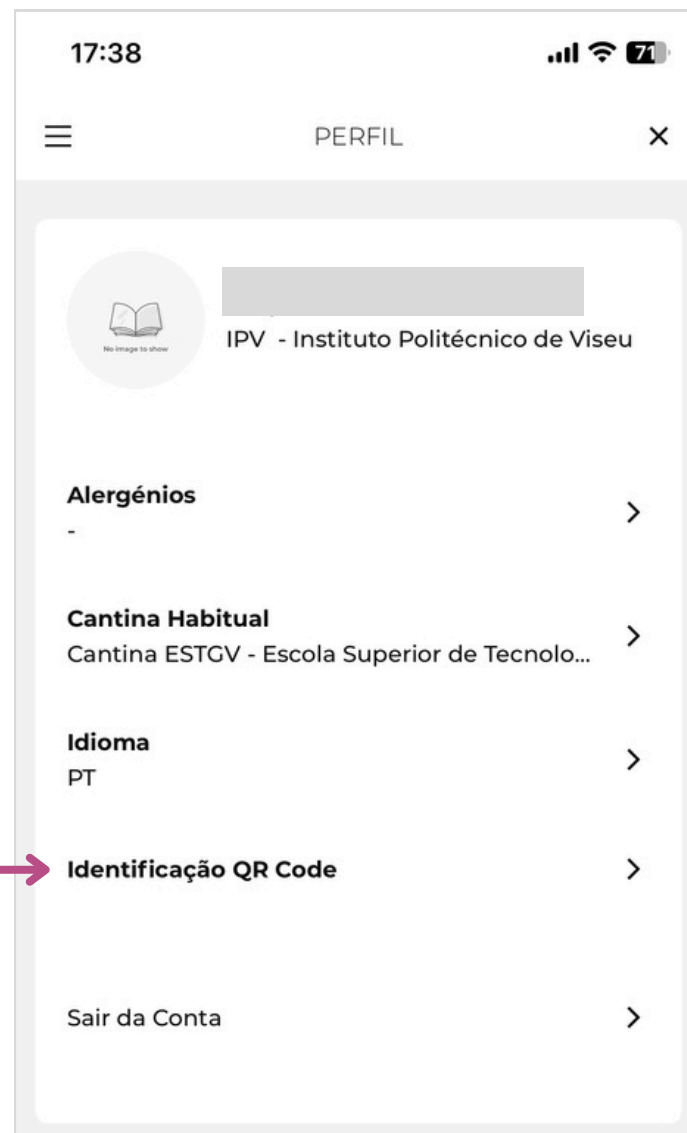 17:38
71
PERFIL
No image to show
IPV - Instituto Politécnico de Viseu
Alergénios
-
Cantina Habitual
Cantina ESTGV - Escola Superior de Tecnolo...
Idioma
PT
Identificação QR Code
Sair da Conta